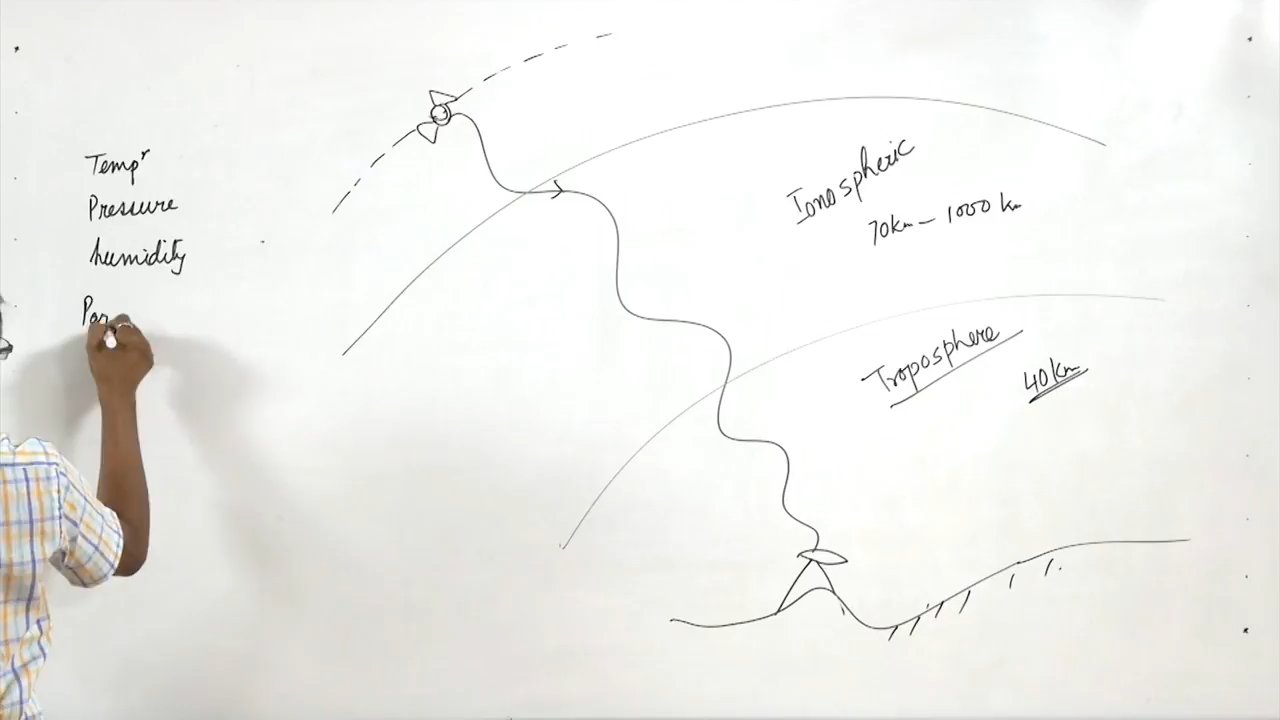 Tempr
Pressure
humidity
Ionospheric
70km - 1000 km
Troposphere
40km